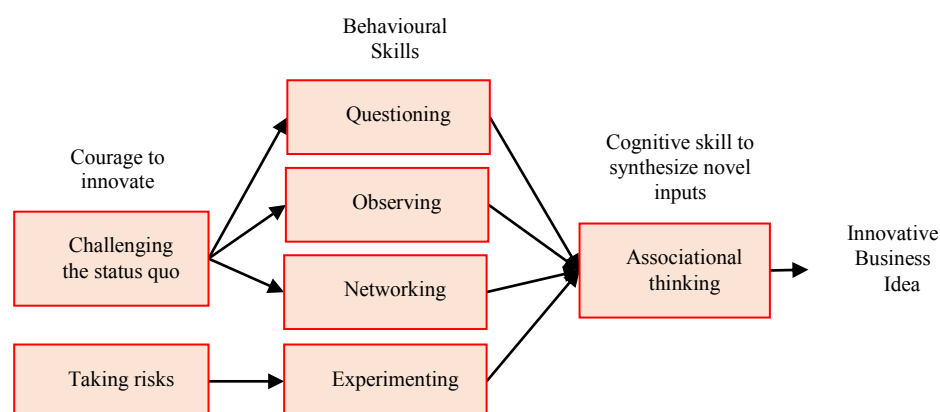 Behavioural
Skills
Questioning
Courage to
innovate
Cognitive skill to
synthesize novel
inputs
Observing
Challenging
the status quo
Associational
thinking
Innovative
Business
Idea
Networking
Taking risks
Experimenting